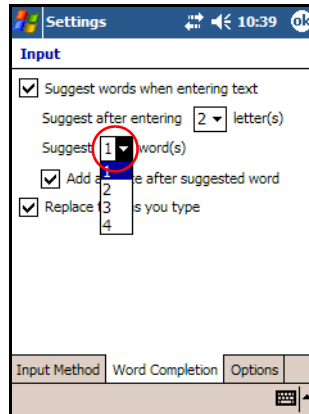 Settings 10:39 ok
Input
Suggest words when entering text
Suggest after entering 2 letter(s)
Suggest 1 word(s)
1
Add a e after suggested word
2
Replace t s you type
3
4
Input Method Word Completion Options